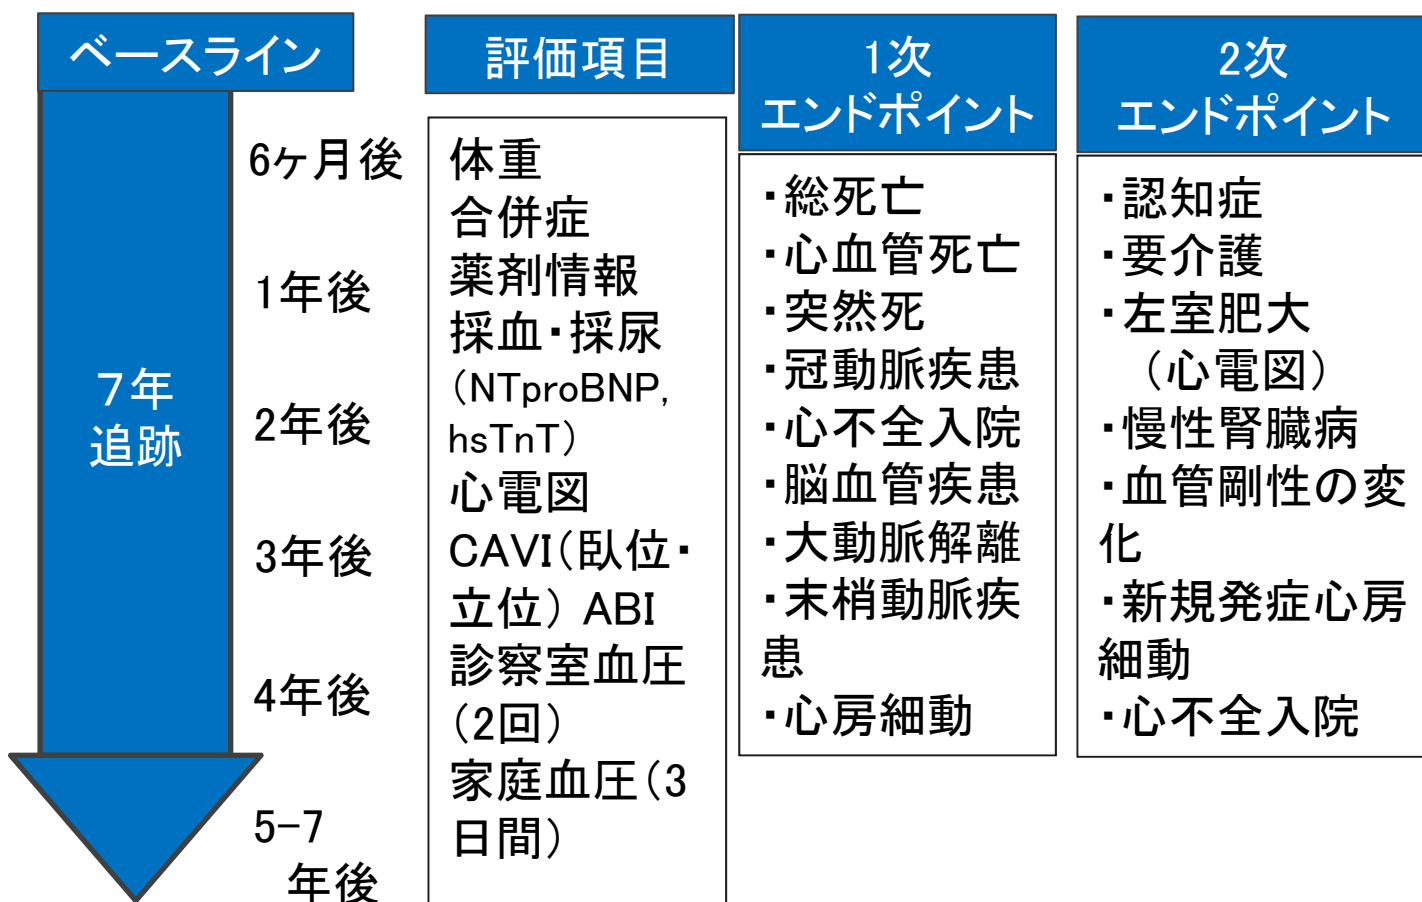 ベースライン
7年
追跡
6ヶ月後
1年後
2年後
3年後
4年後
5-7
年後
評価項目
体重
合併症
薬剤情報
採血・採尿
(NTproBNP,
hsTnT)
心電図
CAVI(臥位・
立位) ABI
診察室血圧
(2回)
家庭血圧(3
日間)
1次
エンドポイント
・総死亡
・心血管死亡
・突然死
・冠動脈疾患
・心不全入院
・脳血管疾患
・大動脈解離
・末梢動脈疾
患
・心房細動
2次
エンドポイント
・認知症
・要介護
・左室肥大
(心電図)
・慢性腎臓病
・血管剛性の変
化
・新規発症心房
細動
・心不全入院